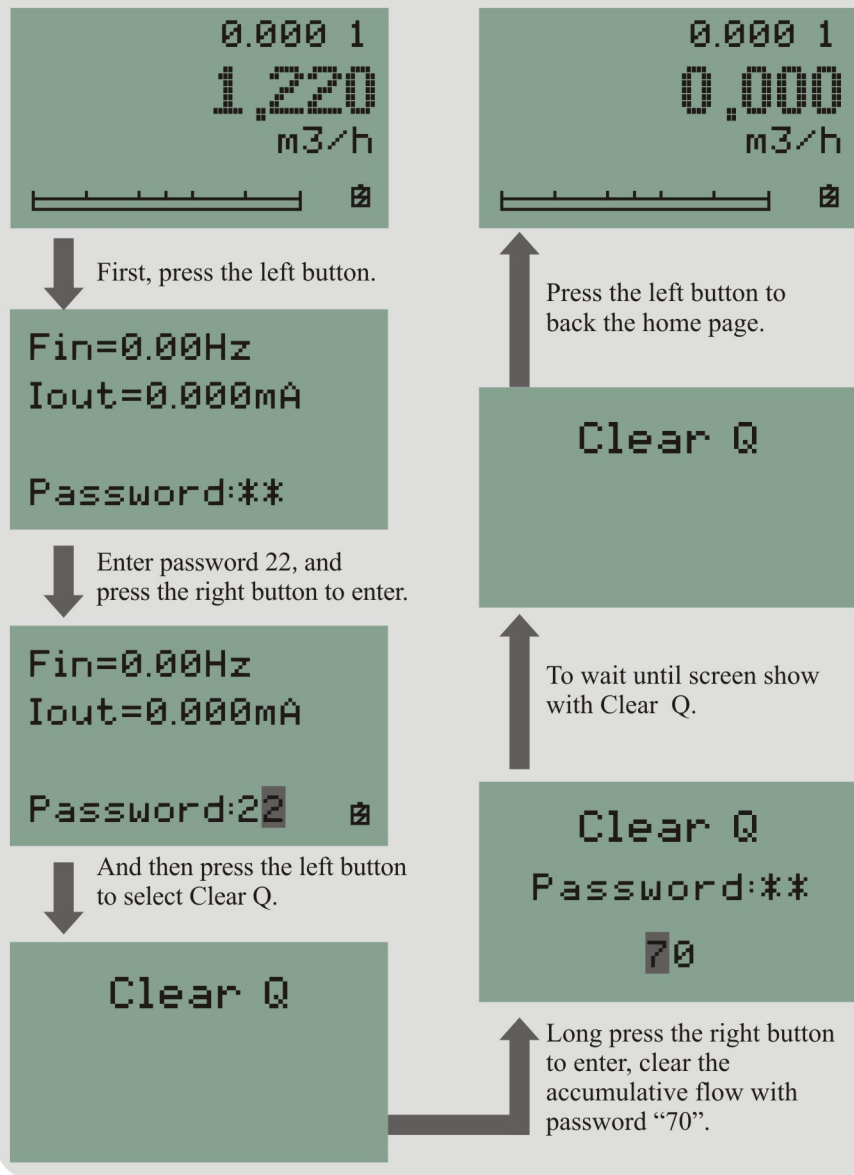 0.000 1
1.220
m3/h
First, press the left button.
Fin=0.00Hz
Iout=0.000mA
Password:**
Enter password 22, and
press the right button to enter.
Fin=0.00Hz
Iout=0.000mA
Password:22
And then press the left button
to select Clear Q.
Clear Q
Long press the right button
to enter, clear the
accumulative flow with
password “70”.
Clear Q
Password:**
70
To wait until screen show
with Clear Q.
Clear Q
Press the left button to
back the home page.
0.000 1
0.000
m3/h